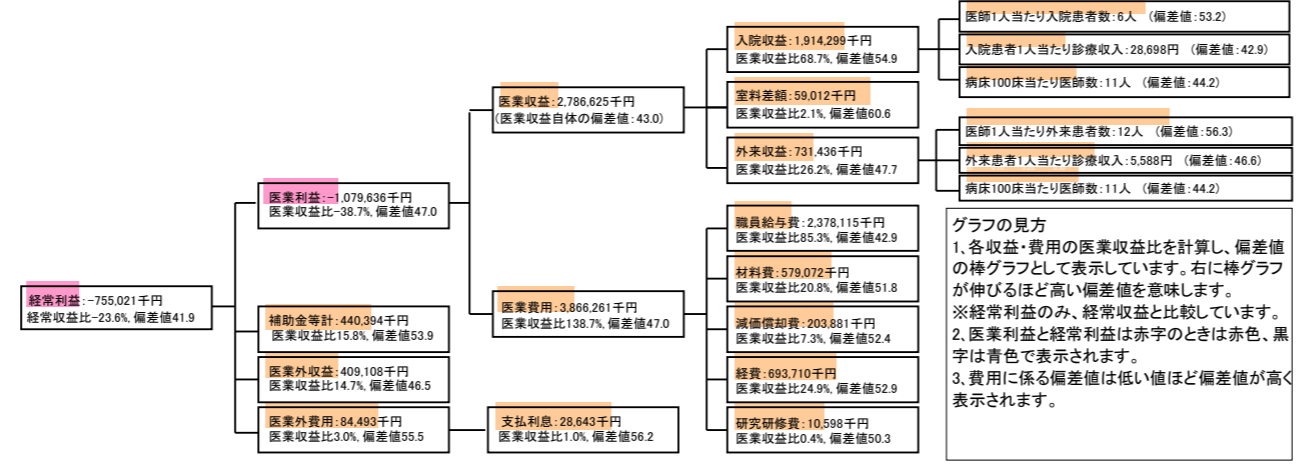 経常利益:-755,021千円
経常収益比-23.6%, 偏差値41.9
医業利益:-1,079,636千円
医業収益比-38.7%, 偏差値47.0
補助金等計:440,394千円
医業収益比15.8%, 偏差値53.9
医業外収益:409,108千円
医業収益比14.7%, 偏差値46.5
医業外費用:84,493千円
医業収益比3.0%, 偏差値55.5
医業収益:2,786,625千円
(医業収益自体の偏差値:43.0)
医業費用:3,866,261千円
医業収益比138.7%, 偏差値47.0
支払利息:28,643千円
医業収益比1.0%, 偏差値56.2
入院収益:1,914,299千円
医業収益比68.7%, 偏差値54.9
室料差額:59,012千円
医業収益比2.1%, 偏差値60.6
外来収益:731,436千円
医業収益比26.2%, 偏差値47.7
職員給与費:2,378,115千円
医業収益比85.3%, 偏差値42.9
材料費:579,072千円
医業収益比20.8%, 偏差値51.8
減価償却費:203,881千円
医業収益比7.3%, 偏差値52.4
経費:693,710千円
医業収益比24.9%, 偏差値52.9
研究研修費:10,598千円
医業収益比0.4%, 偏差値50.3
医師1人当たり入院患者数:6人 (偏差値:53.2)
入院患者1人当たり診療収入:28,698円 (偏差値:42.9)
病床100床当たり医師数:11人 (偏差値:44.2)
医師1人当たり外来患者数:12人 (偏差値:56.3)
外来患者1人当たり診療収入:5,588円 (偏差値:46.6)
病床100床当たり医師数:11人 (偏差値:44.2)
グラフの見方
1、各収益・費用の医業収益比を計算し、偏差値
の棒グラフとして表示しています。右に棒グラフ
が伸びるほど高い偏差値を意味します。
※経常利益のみ、経常収益と比較しています。
2、医業利益と経常利益は赤字のときは赤色、黒
字は青色で表示されます。
3、費用に係る偏差値は低い値ほど偏差値が高く
表示されます。